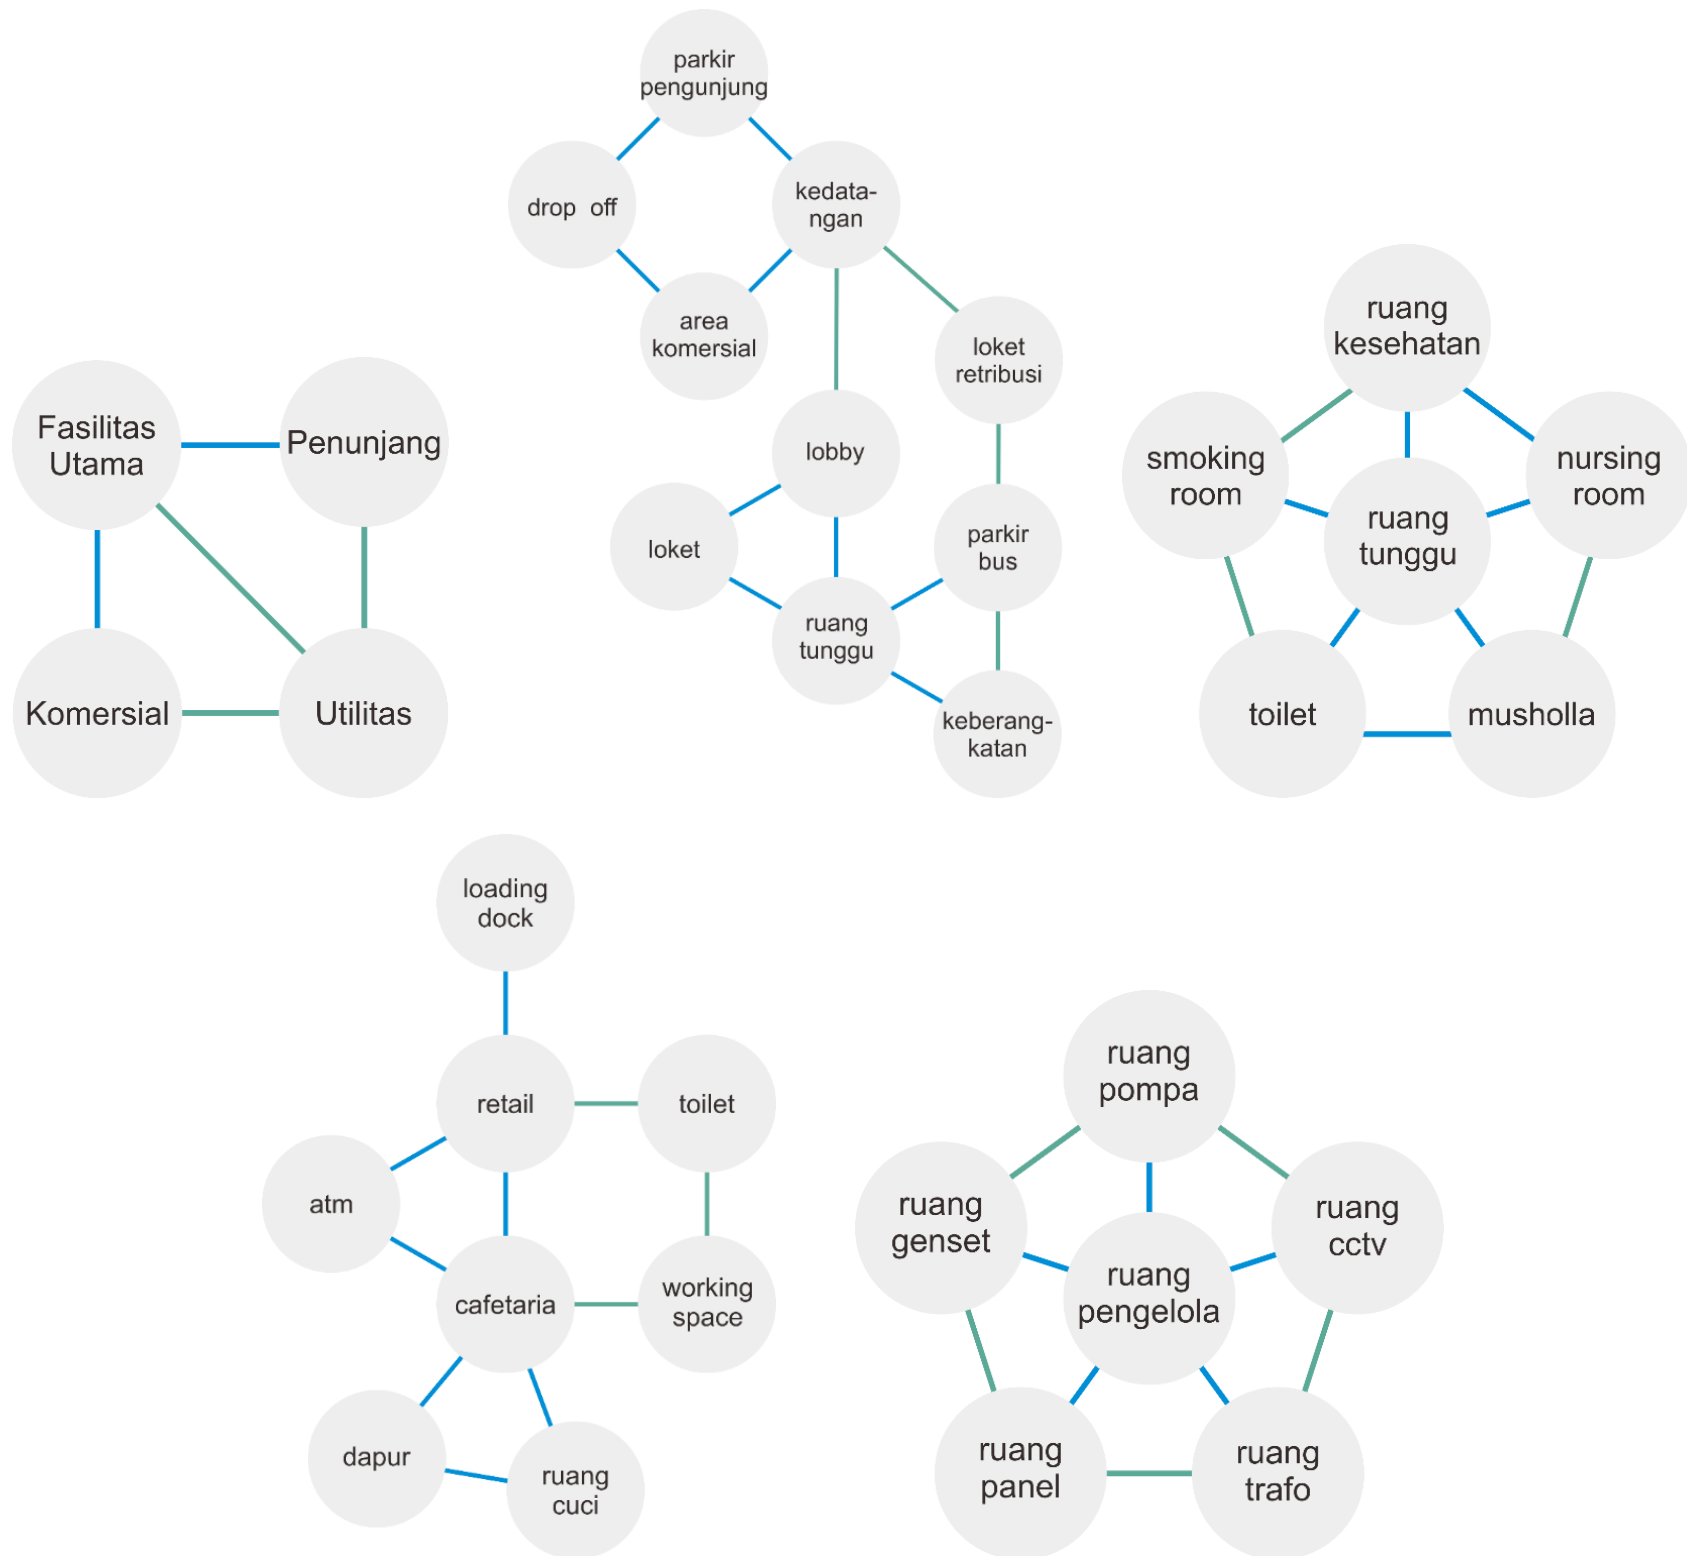 Fasilitas
Utama
Penunjang
Komersial
Utilitas
parkir
pengunjung
drop off
kedata-
ngan
area
komersial
loket
retribusi
lobby
loket
parkir
bus
ruang
tunggu
keberang-
katan
ruang
kesehatan
smoking
room
nursing
room
ruang
tunggu
toilet
musholla
loading
dock
retail
toilet
atm
cafetaria
working
space
dapur
ruang
cuci
ruang
pompa
ruang
genset
ruang
cctv
ruang
pengelola
ruang
panel
ruang
trafo